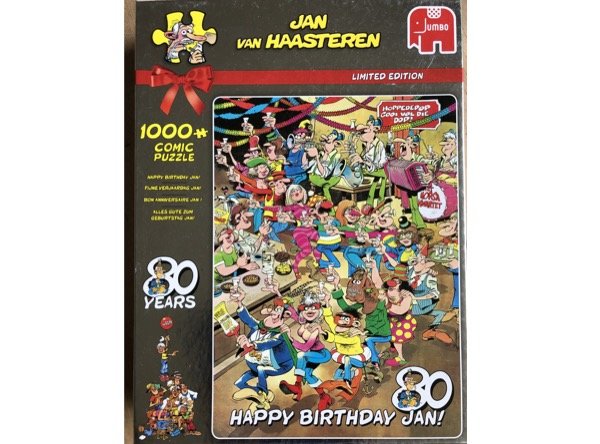 JAN
VAN HAASTEREN
JUMBO
LIMITED EDITION
1000
COMIC
PUZZLE
HAPPY BIRTHDAY JAN!
FIJNE VERJAARDAG JAN!
BON ANNIVERSAIRE JAN!
ALLES GUTE ZUM
GEBURTSTAG JAN!
80
YEARS
HOPPEDEPOP
GOOI VOL DIE
DOP!
80
HAPPY BIRTHDAY JAN!